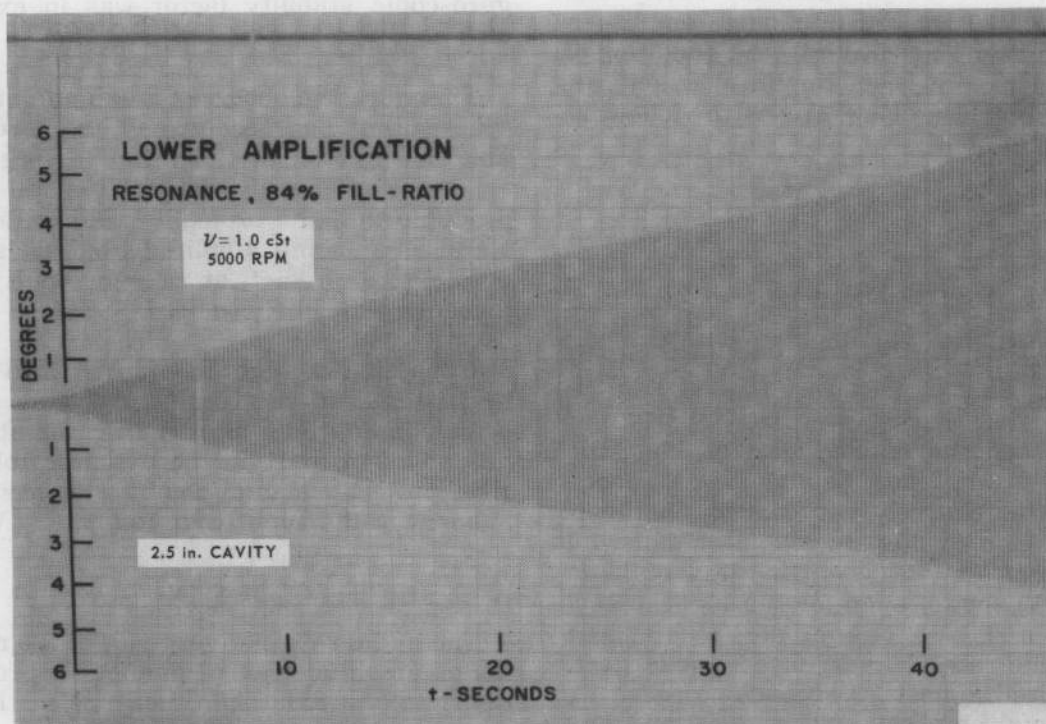 LOWER AMPLIFICATION
RESONANCE, 84% FILL-RATIO
ν = 1.0 cSt
5000 RPM
DEGREES
6
5
4
3
2
1
1
2
3
4
5
6
2.5 in. CAVITY
10 20 30 40
t-SECONDS